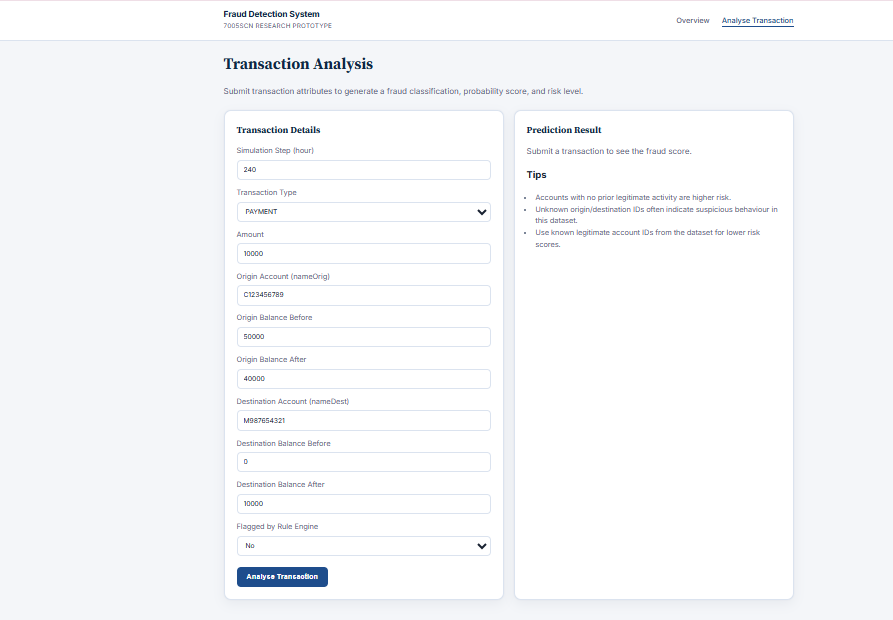 Fraud Detection System
7005SCN RESEARCH PROTOTYPE
Overview
Analyse Transaction
Transaction Analysis
Submit transaction attributes to generate a fraud classification, probability score, and risk level.
Transaction Details
Simulation Step (hour)
240
Transaction Type
PAYMENT
Amount
10000
Origin Account (nameOrig)
C123456789
Origin Balance Before
50000
Origin Balance After
40000
Destination Account (nameDest)
M987654321
Destination Balance Before
0
Destination Balance After
10000
Flagged by Rule Engine
No
Analyse Transaction
Prediction Result
Submit a transaction to see the fraud score.
Tips
Accounts with no prior legitimate activity are higher risk.
Unknown origin/destination IDs often indicate suspicious behaviour in
this dataset.
Use known legitimate account IDs from the dataset for lower risk
scores.